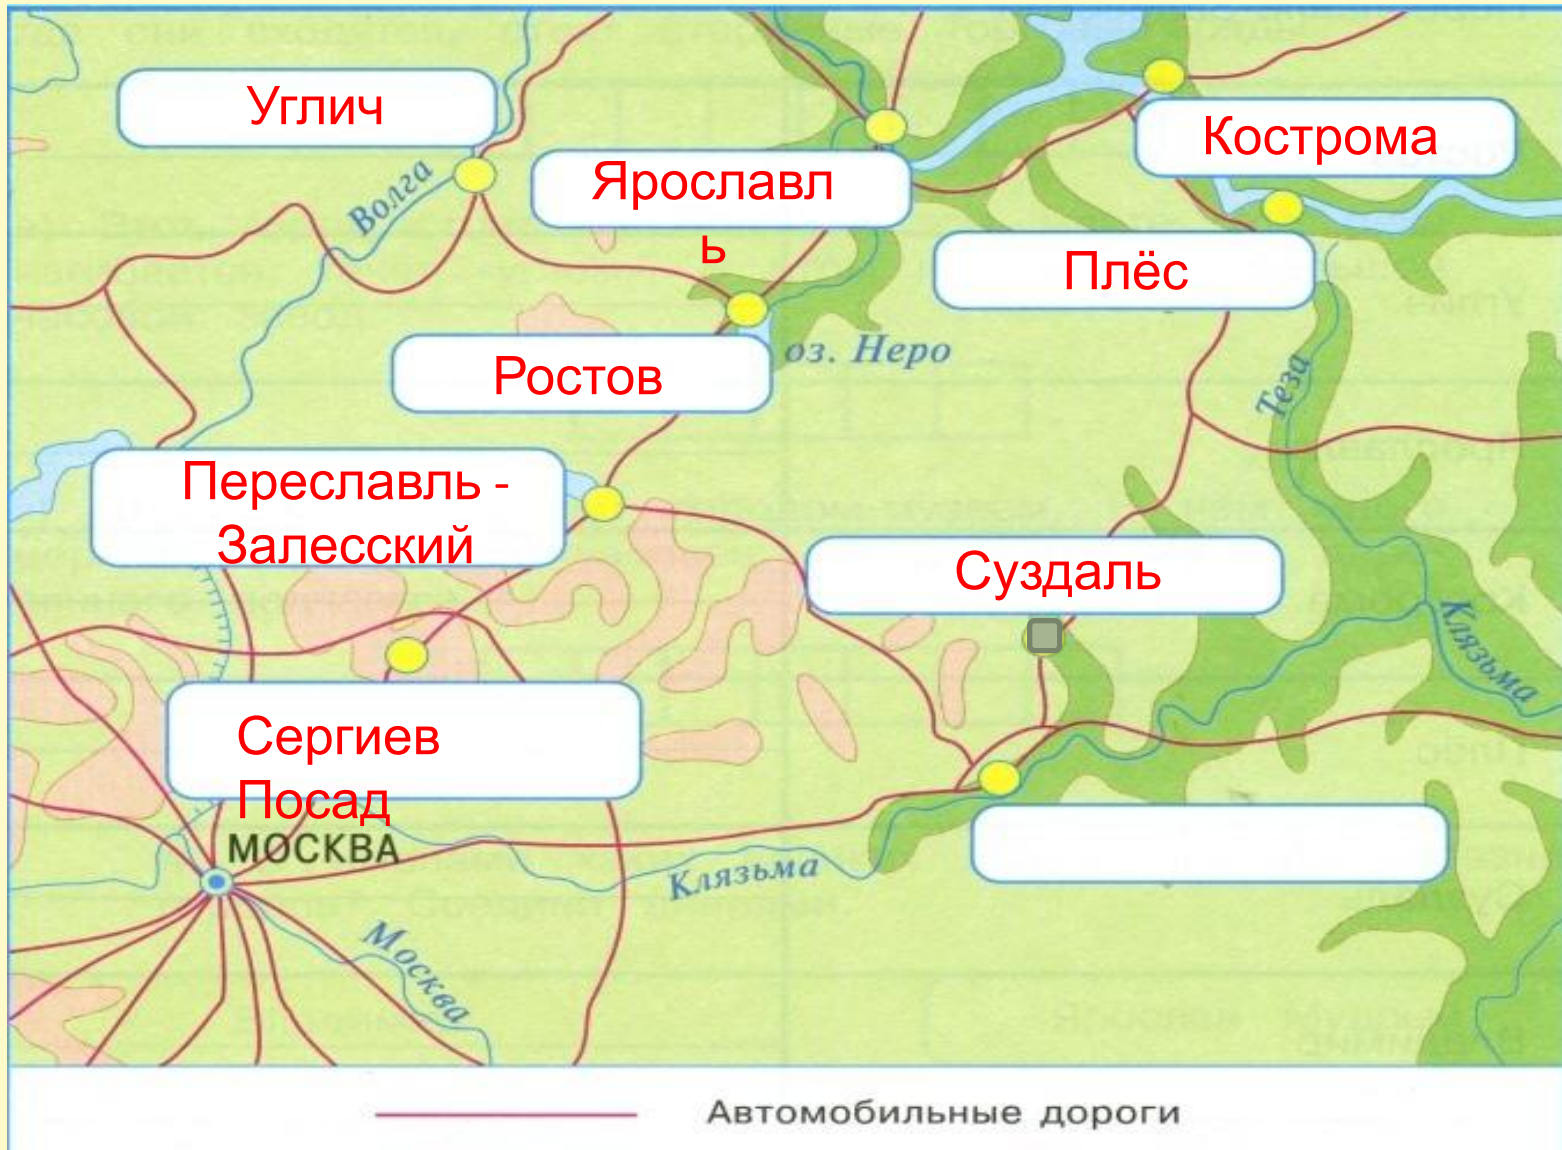 Углич
Кострома
Ярославл
ь
Волга
Плёс
Ростов
оз. Неро
Теза
Переславль -
Залесский
Суздаль
Клязьма
Сергиев
Посад
МОСКВА
Клязьма
Москва
Автомобильные дороги